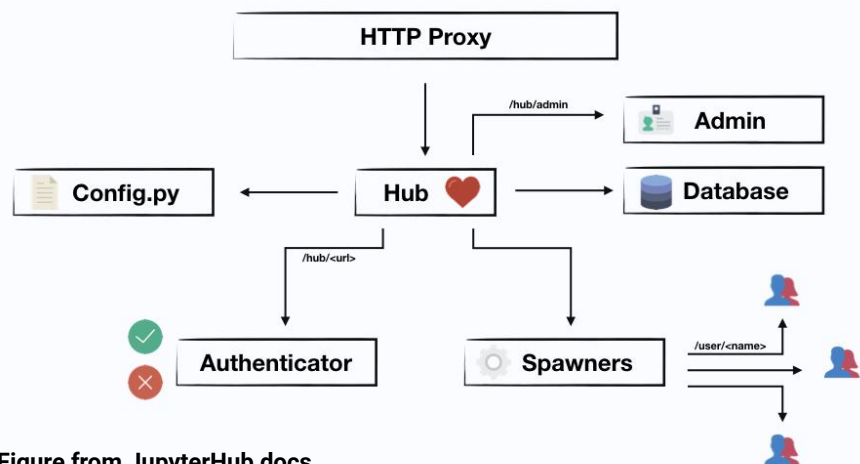 HTTP Proxy
/hub/admin
Admin
Config.py
Hub
Database
/hub/<url>
Authenticator
Spawners
/user/<name>
Figure from JupyterHub docs